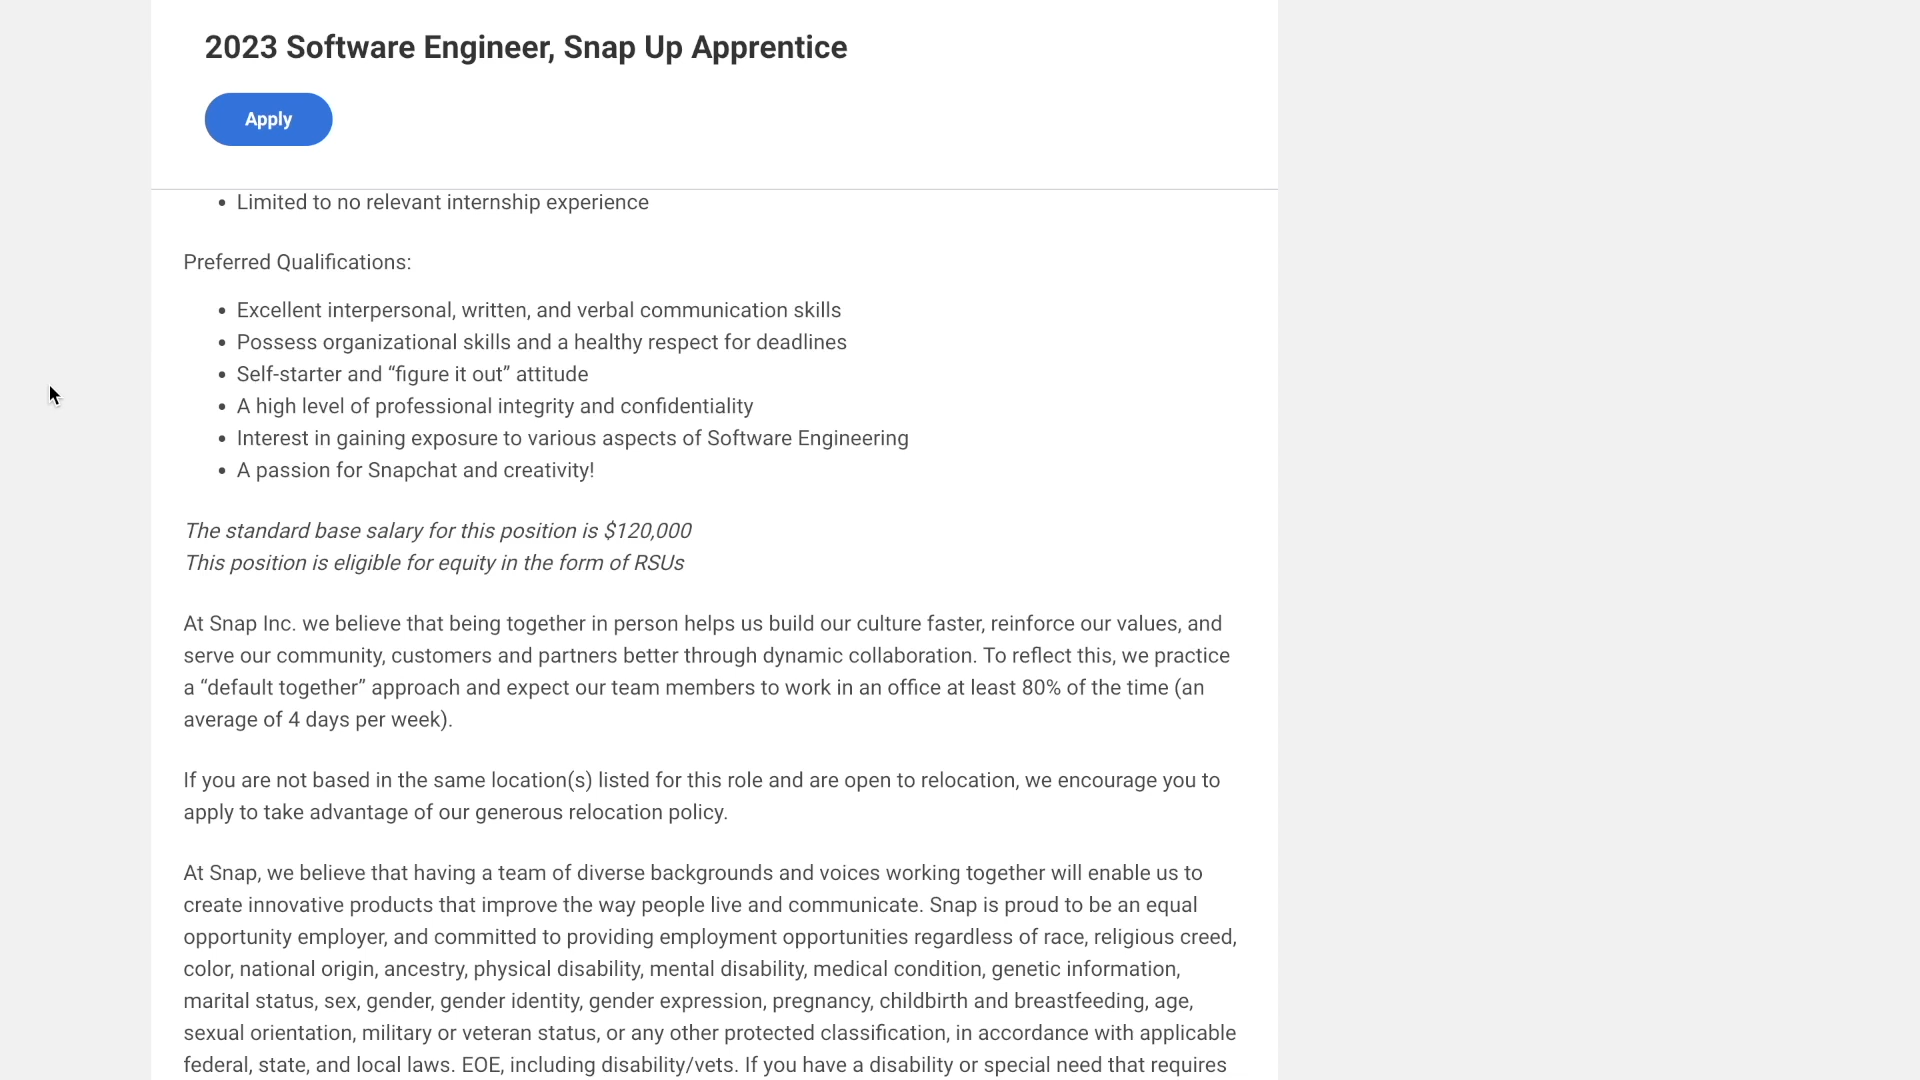 2023 Software Engineer, Snap Up Apprentice
Apply
• Limited to no relevant internship experience
Preferred Qualifications:
• Excellent interpersonal, written, and verbal communication skills
• Possess organizational skills and a healthy respect for deadlines
• Self-starter and “figure it out” attitude
• A high level of professional integrity and confidentiality
• Interest in gaining exposure to various aspects of Software Engineering
• A passion for Snapchat and creativity!
The standard base salary for this position is $120,000
This position is eligible for equity in the form of RSUs
At Snap Inc. we believe that being together in person helps us build our culture faster, reinforce our values, and
serve our community, customers and partners better through dynamic collaboration. To reflect this, we practice
a “default together” approach and expect our team members to work in an office at least 80% of the time (an
average of 4 days per week).
If you are not based in the same location(s) listed for this role and are open to relocation, we encourage you to
apply to take advantage of our generous relocation policy.
At Snap, we believe that having a team of diverse backgrounds and voices working together will enable us to
create innovative products that improve the way people live and communicate. Snap is proud to be an equal
opportunity employer, and committed to providing employment opportunities regardless of race, religious creed,
color, national origin, ancestry, physical disability, mental disability, medical condition, genetic information,
marital status, sex, gender, gender identity, gender expression, pregnancy, childbirth and breastfeeding, age,
sexual orientation, military or veteran status, or any other protected classification, in accordance with applicable
federal, state, and local laws. EOE, including disability/vets. If you have a disability or special need that requires